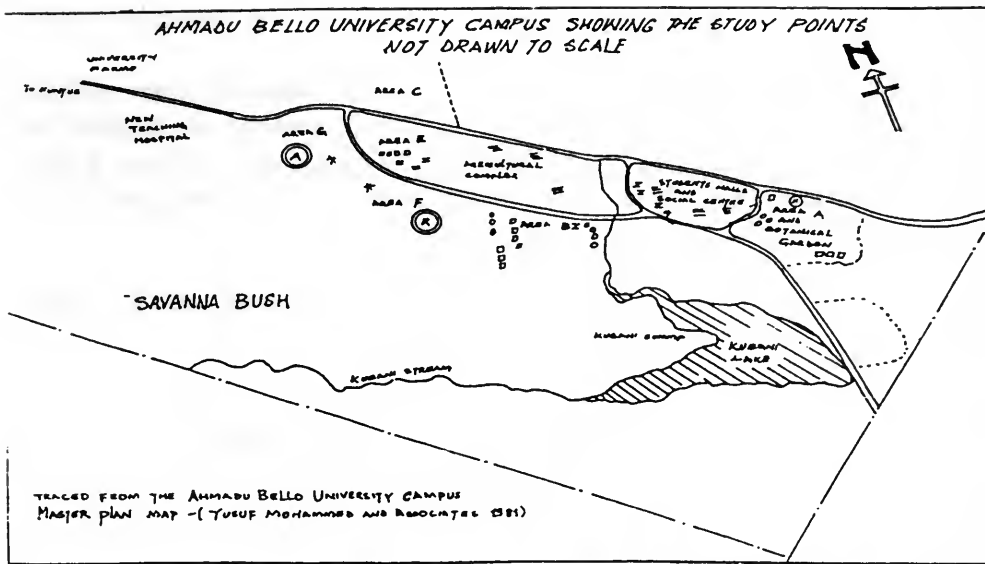 AHMADU BELLO UNIVERSITY CAMPUS SHOWING THE STUDY POINTS
NOT DRAWN TO SCALE
N
UNIVERSITY
TO
NEW
TEACHING
HOSPITAL
AREA C
AREA G
A
AREA E
AGRICULTURAL
COMPLEX
STUDENTS HALLS
AND
SOCIAL CENTRE
AREA A
AND
BOTANICAL
GARDEN
AREA F
R
AREA B
SAVANNA BUSH
KUBANI SWAMP
KUBANI
LAKE
KUBANI STREAM
TRACED FROM THE AHMADU BELLO UNIVERSITY CAMPUS
MASTER PLAN MAP - (YUSUF MOHAMMED AND ASSOCIATES 1981)